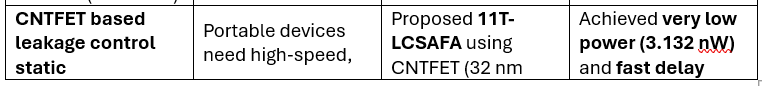 CNTFET based
leakage control
static
Portable devices
need high-speed,
Proposed 11T-
LCSAFA using
CNTFET (32 nm
Achieved very low
power (3.132 nW)
and fast delay